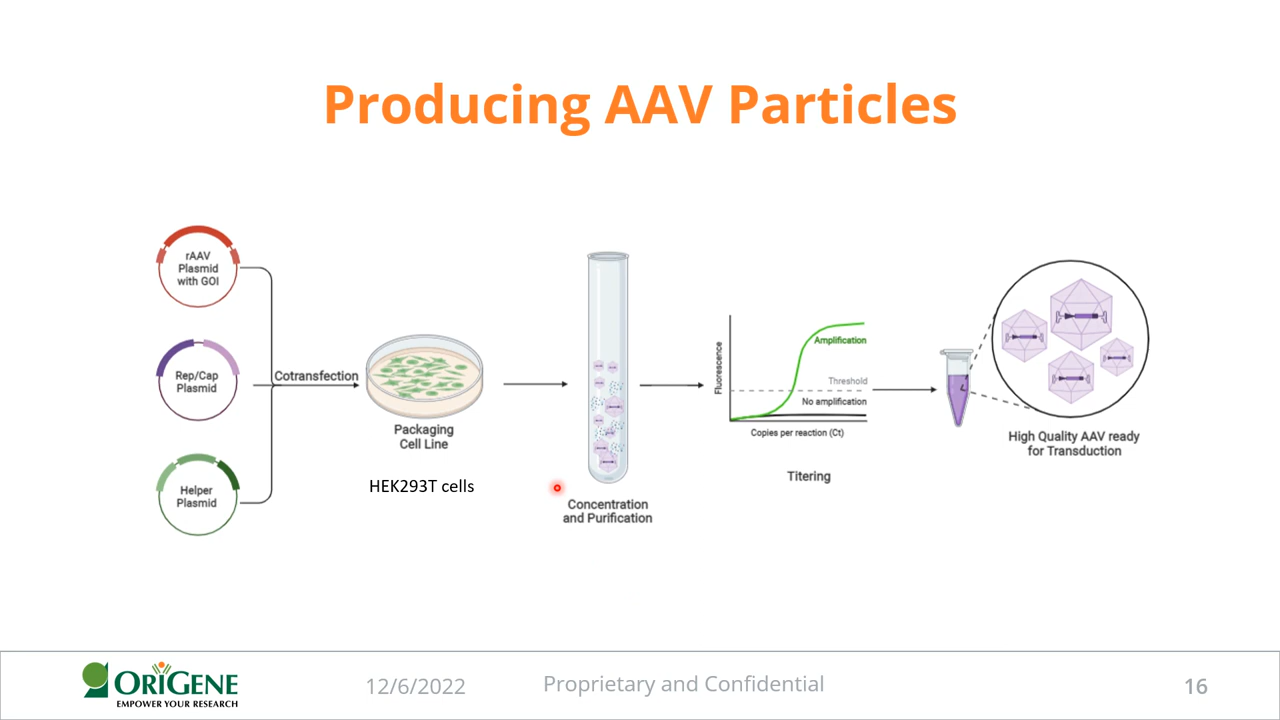 Producing AAV Particles
rAAV
Plasmid
with GOI
Rep/Cap
Plasmid
Helper
Plasmid
Cotransfection
Packaging
Cell Line
HEK293T cells
Concentration
and Purification
Fluorescence
Amplification
Threshold
No amplification
Copies per reaction (Ct)
Titering
High Quality AAV ready
for Transduction
ORIGENE
EMPOWER YOUR RESEARCH
12/6/2022
Proprietary and Confidential
16